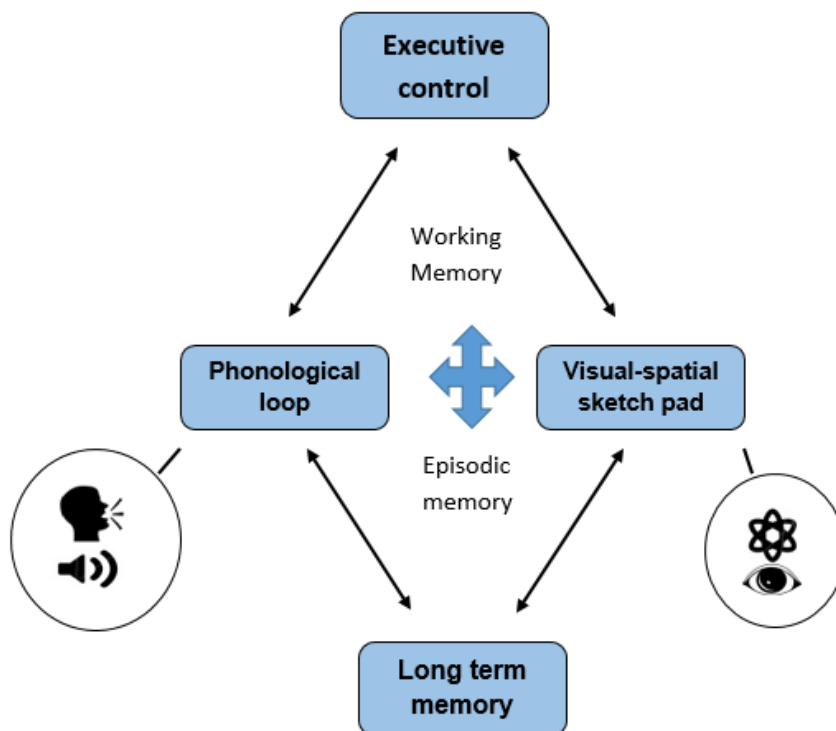 Executive
control
Working
Memory
Phonological
loop
Visual-spatial
sketch pad
Episodic
memory
Long term
memory